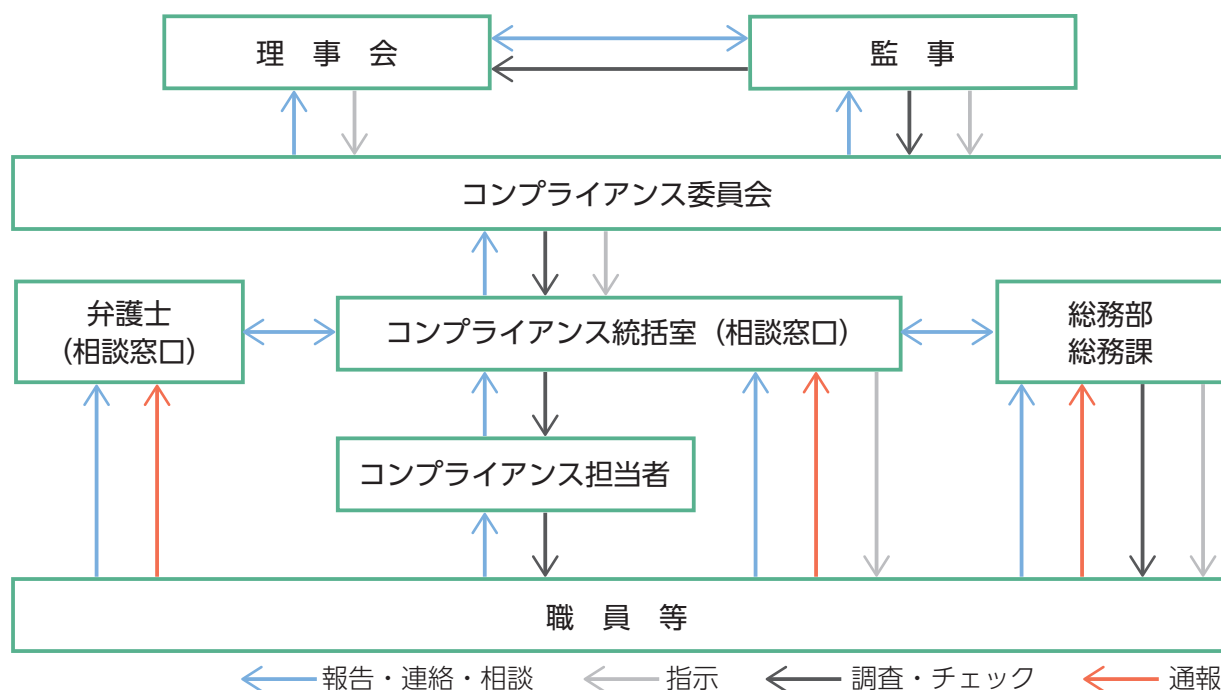 理　事　会
監　事
コンプライアンス委員会
弁護士
（相談窓口）
コンプライアンス統括室（相談窓口）
総務部
総務課
コンプライアンス担当者
職　員　等
報告・連絡・相談
指示
調査・チェック
通報